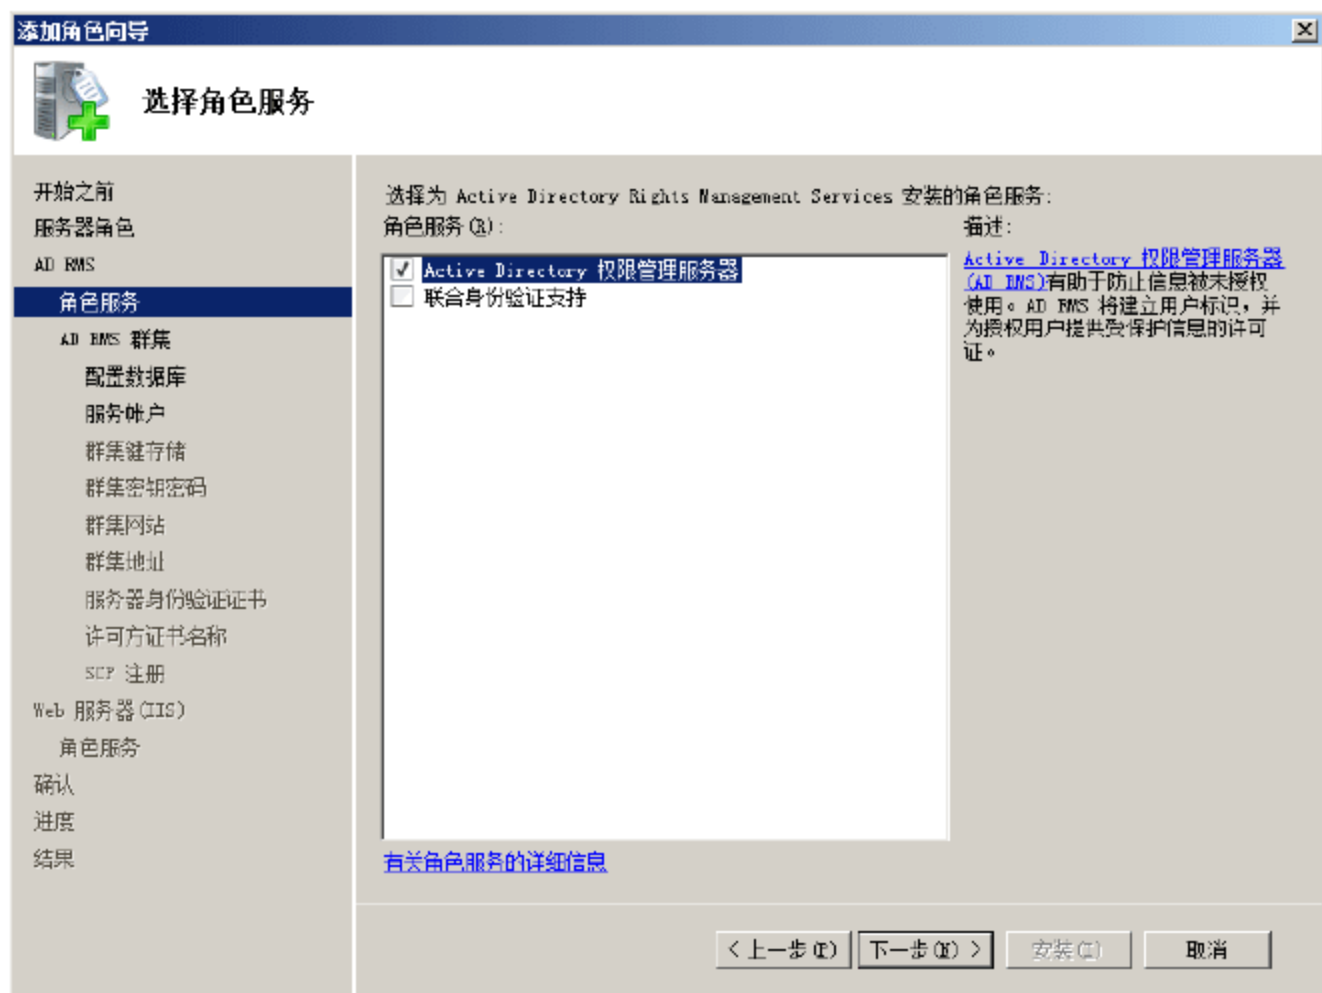 添加角色向导
选择角色服务
开始之前
服务器角色
AD RMS
角色服务
AD RMS 群集
配置数据库
服务帐户
群集键存储
群集密钥密码
群集网站
群集地址
服务器身份验证证书
许可方证书名称
SCP 注册
Web 服务器(IIS)
角色服务
确认
进度
结果
选择为 Active Directory Rights Management Services 安装的角色服务:
角色服务(R):
Active Directory 权限管理服务器
联合身份验证支持
有关角色服务的详细信息
描述:
Active Directory 权限管理服务器
(AD RMS)有助于防止信息被未授权
使用。AD RMS 将建立用户标识，并
为授权用户提供受保护信息的许可
证。
< 上一步(P)
下一步(N) >
安装(I)
取消